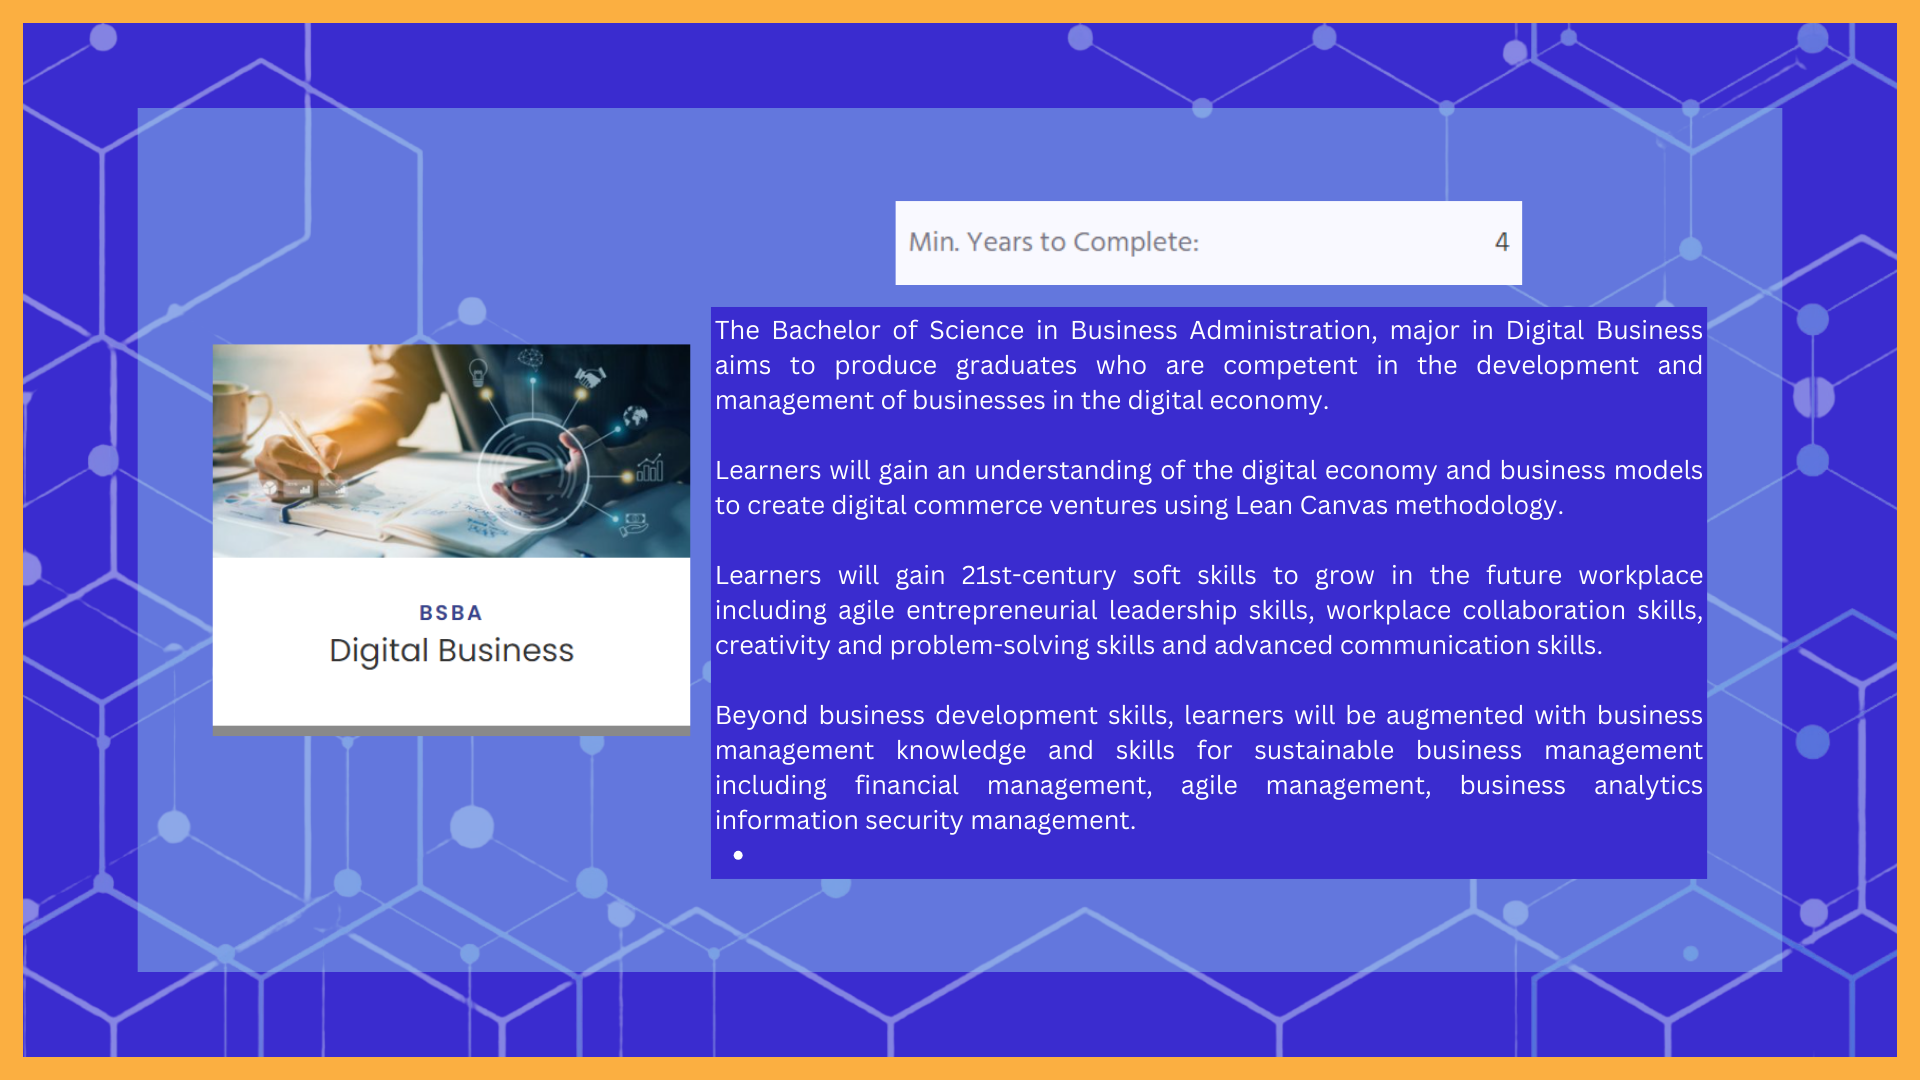 Min. Years to Complete: 4
BSBA
Digital Business
The Bachelor of Science in Business Administration, major in Digital Business
aims to produce graduates who are competent in the development and
management of businesses in the digital economy.
Learners will gain an understanding of the digital economy and business models
to create digital commerce ventures using Lean Canvas methodology.
Learners will gain 21st-century soft skills to grow in the future workplace
including agile entrepreneurial leadership skills, workplace collaboration skills,
creativity and problem-solving skills and advanced communication skills.
Beyond business development skills, learners will be augmented with business
management knowledge and skills for sustainable business management
including financial management, agile management, business analytics
information security management.